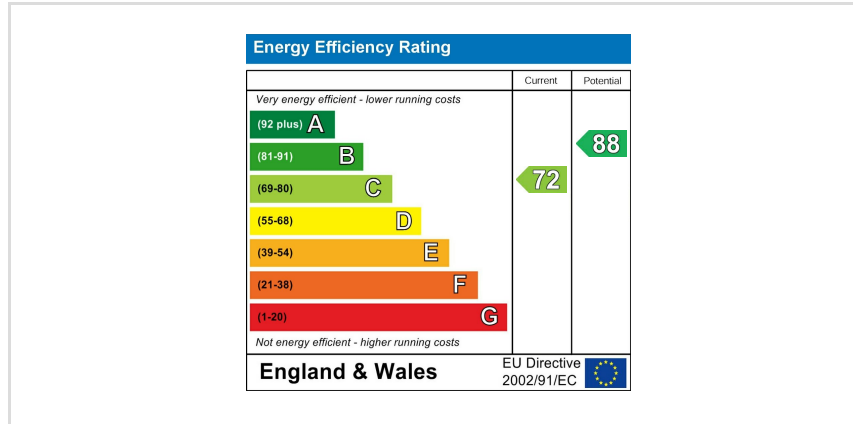 Energy Efficiency Rating
Current Potential
Very energy efficient - lower running costs
(92 plus) A
(81-91) B
88
(69-80) C
72
(55-68) D
(39-54) E
(21-38) F
(1-20) G
Not energy efficient - higher running costs
England & Wales
EU Directive
2002/91/EC